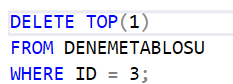 DELETE TOP(1)
FROM DENEMETABLOSU
WHERE ID = 3;